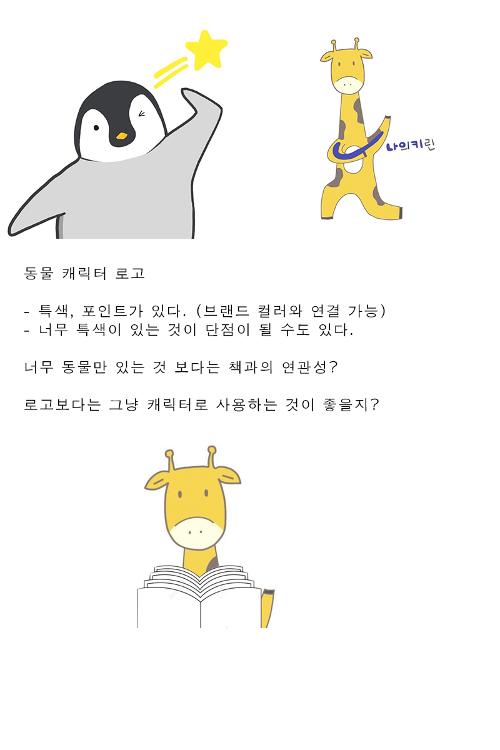 나의키린
동물 캐릭터 로고
- 특색, 포인트가 있다. (브랜드 컬러와 연결 가능)
- 너무 특색이 있는 것이 단점이 될 수도 있다.
너무 동물만 있는 것 보다는 책과의 연관성?
로고보다는 그냥 캐릭터로 사용하는 것이 좋을지?